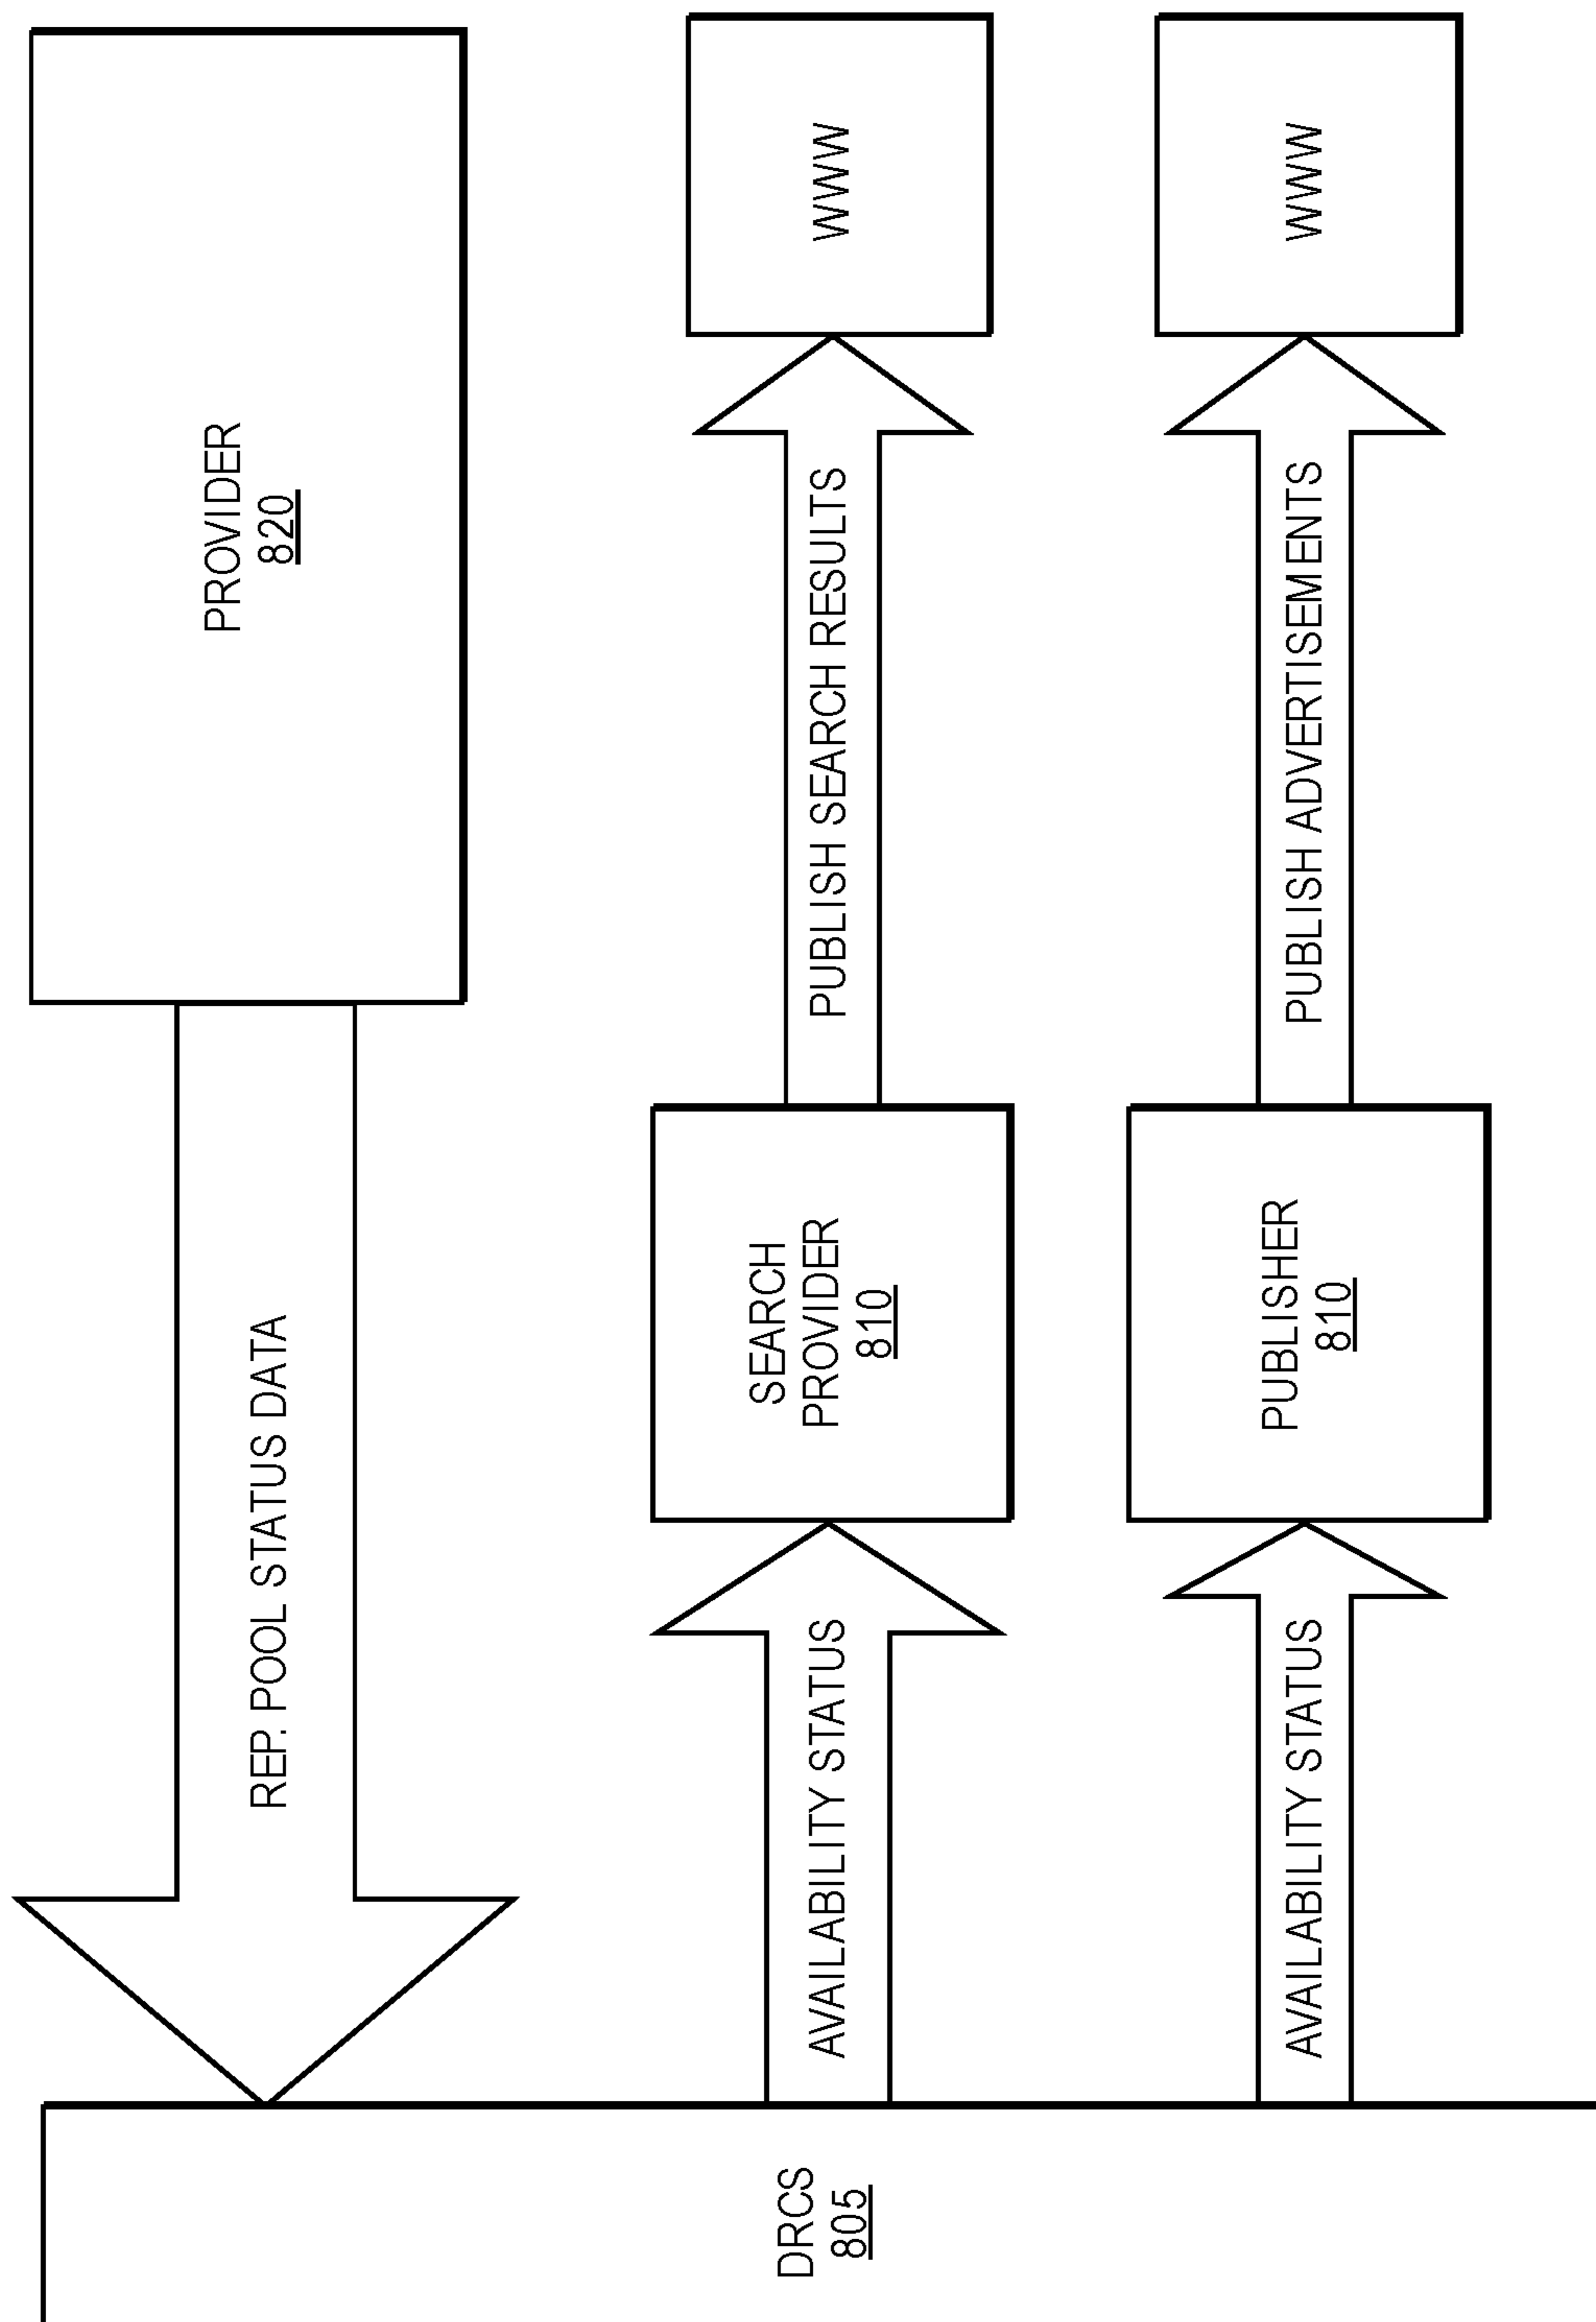 PROVIDER
820
REP. POOL STATUS DATA
DRCS
805
AVAILABILITY STATUS
SEARCH
PROVIDER
810
PUBLISH SEARCH RESULTS
WWW
AVAILABILITY STATUS
PUBLISHER
810
PUBLISH ADVERTISEMENTS
WWW